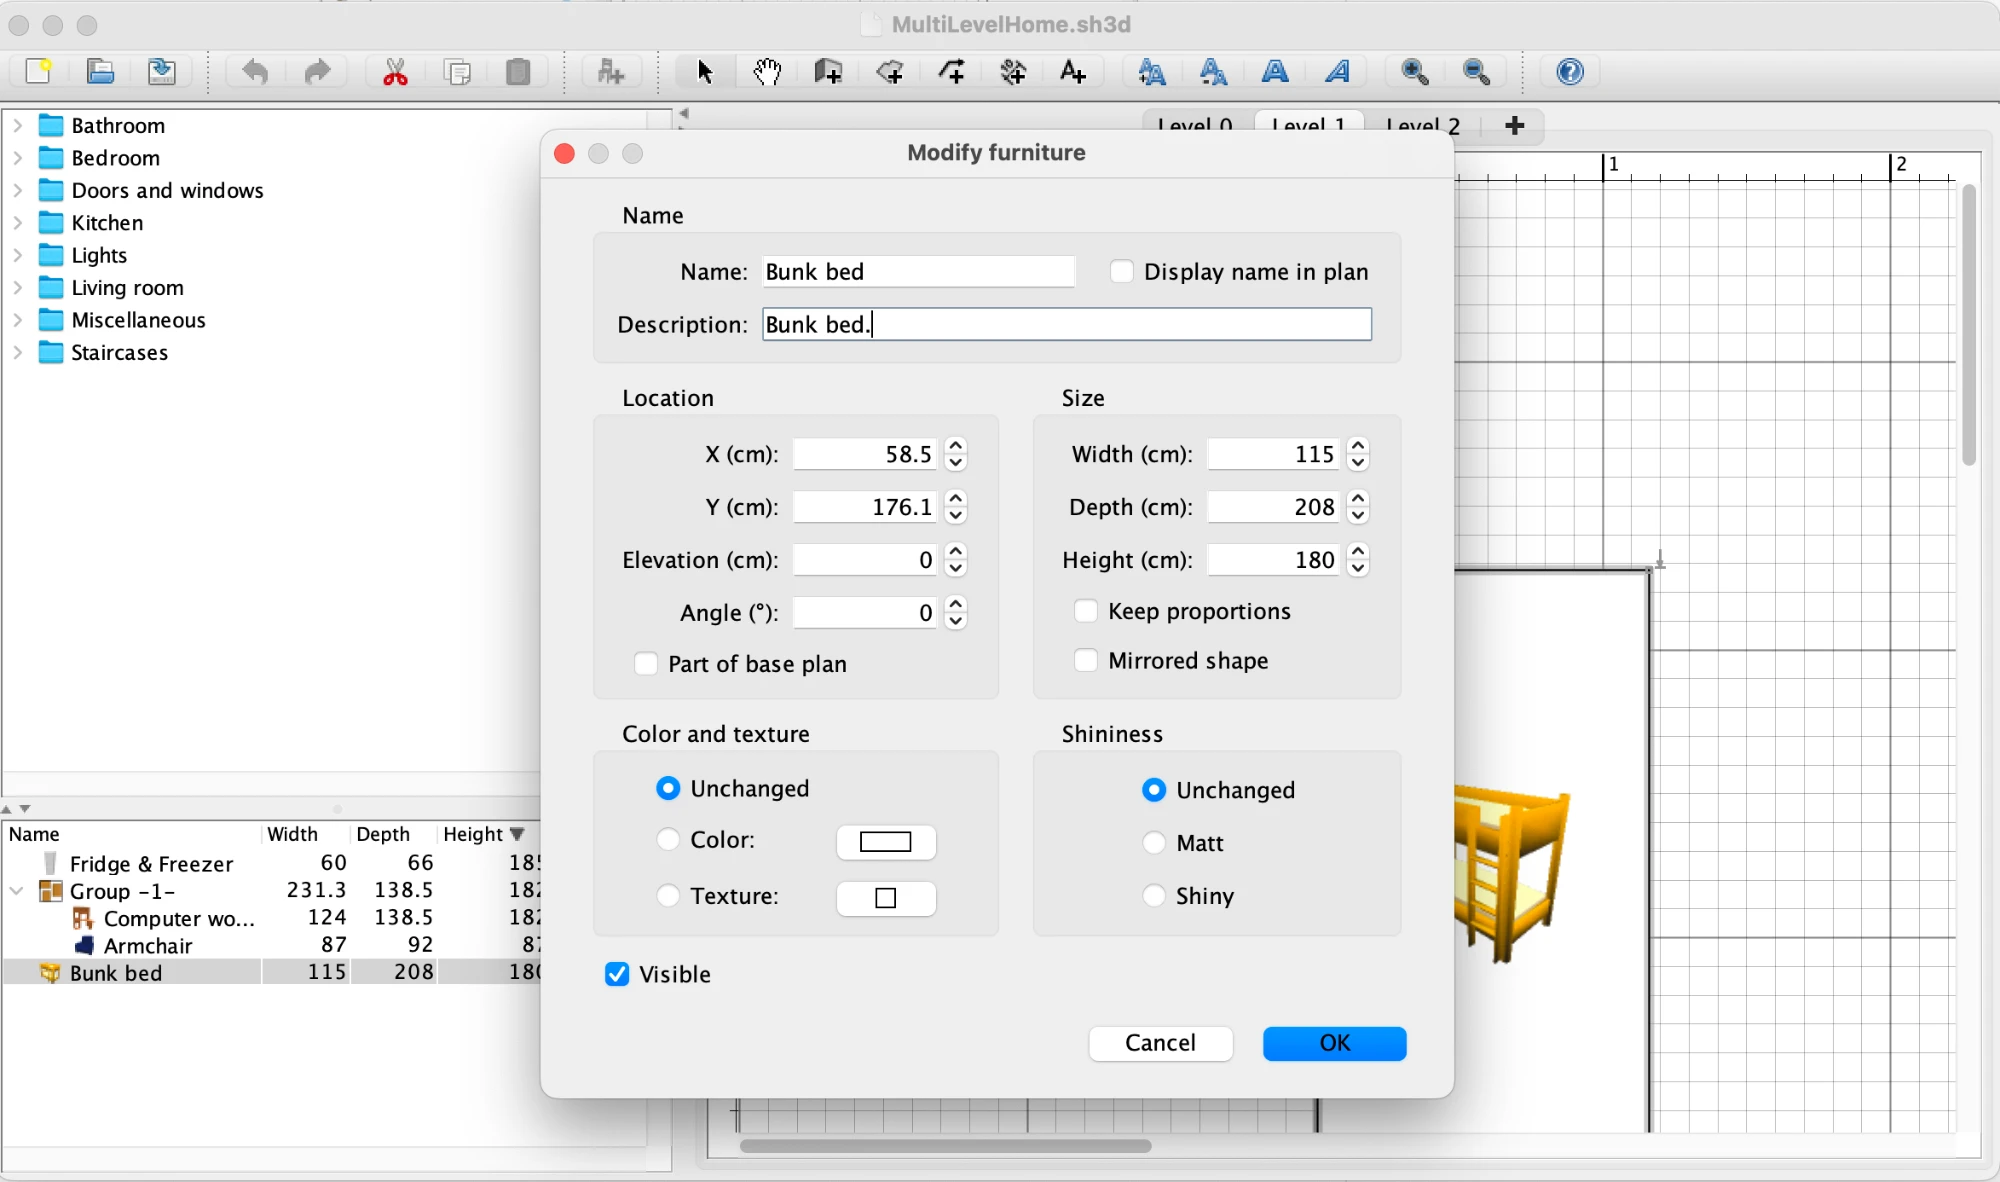 MultiLevelHome.sh3d
Bathroom
Bedroom
Doors and windows
Kitchen
Lights
Living room
Miscellaneous
Staircases
Level 0 Level 1 Level 2
1 2
Modify furniture
Name
Name: Bunk bed Display name in plan
Description: Bunk bed.
Location Size
X (cm): 58.5 Width (cm): 115
Y (cm): 176.1 Depth (cm): 208
Elevation (cm): 0 Height (cm): 180
Angle (°): 0 Keep proportions
Part of base plan Mirrored shape
Color and texture Shininess
Unchanged Unchanged
Color: Matt
Texture: Shiny
Visible
Cancel OK
Name Width Depth Height
Fridge & Freezer 60 66 185
Group -1- 231.3 138.5 182
Computer wo... 124 138.5 182
Armchair 87 92 87
Bunk bed 115 208 180